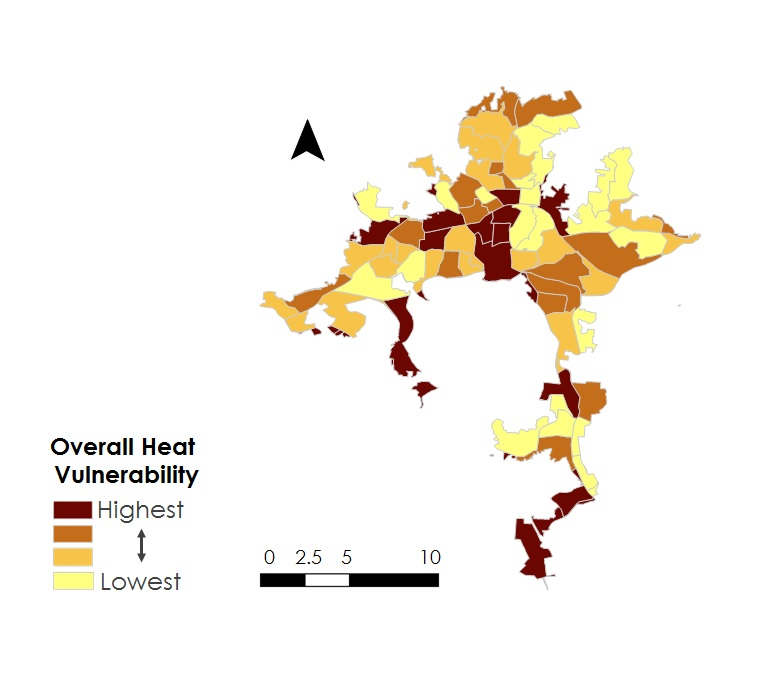 Overall Heat
Vulnerability
Highest
Lowest
0 2.5 5 10